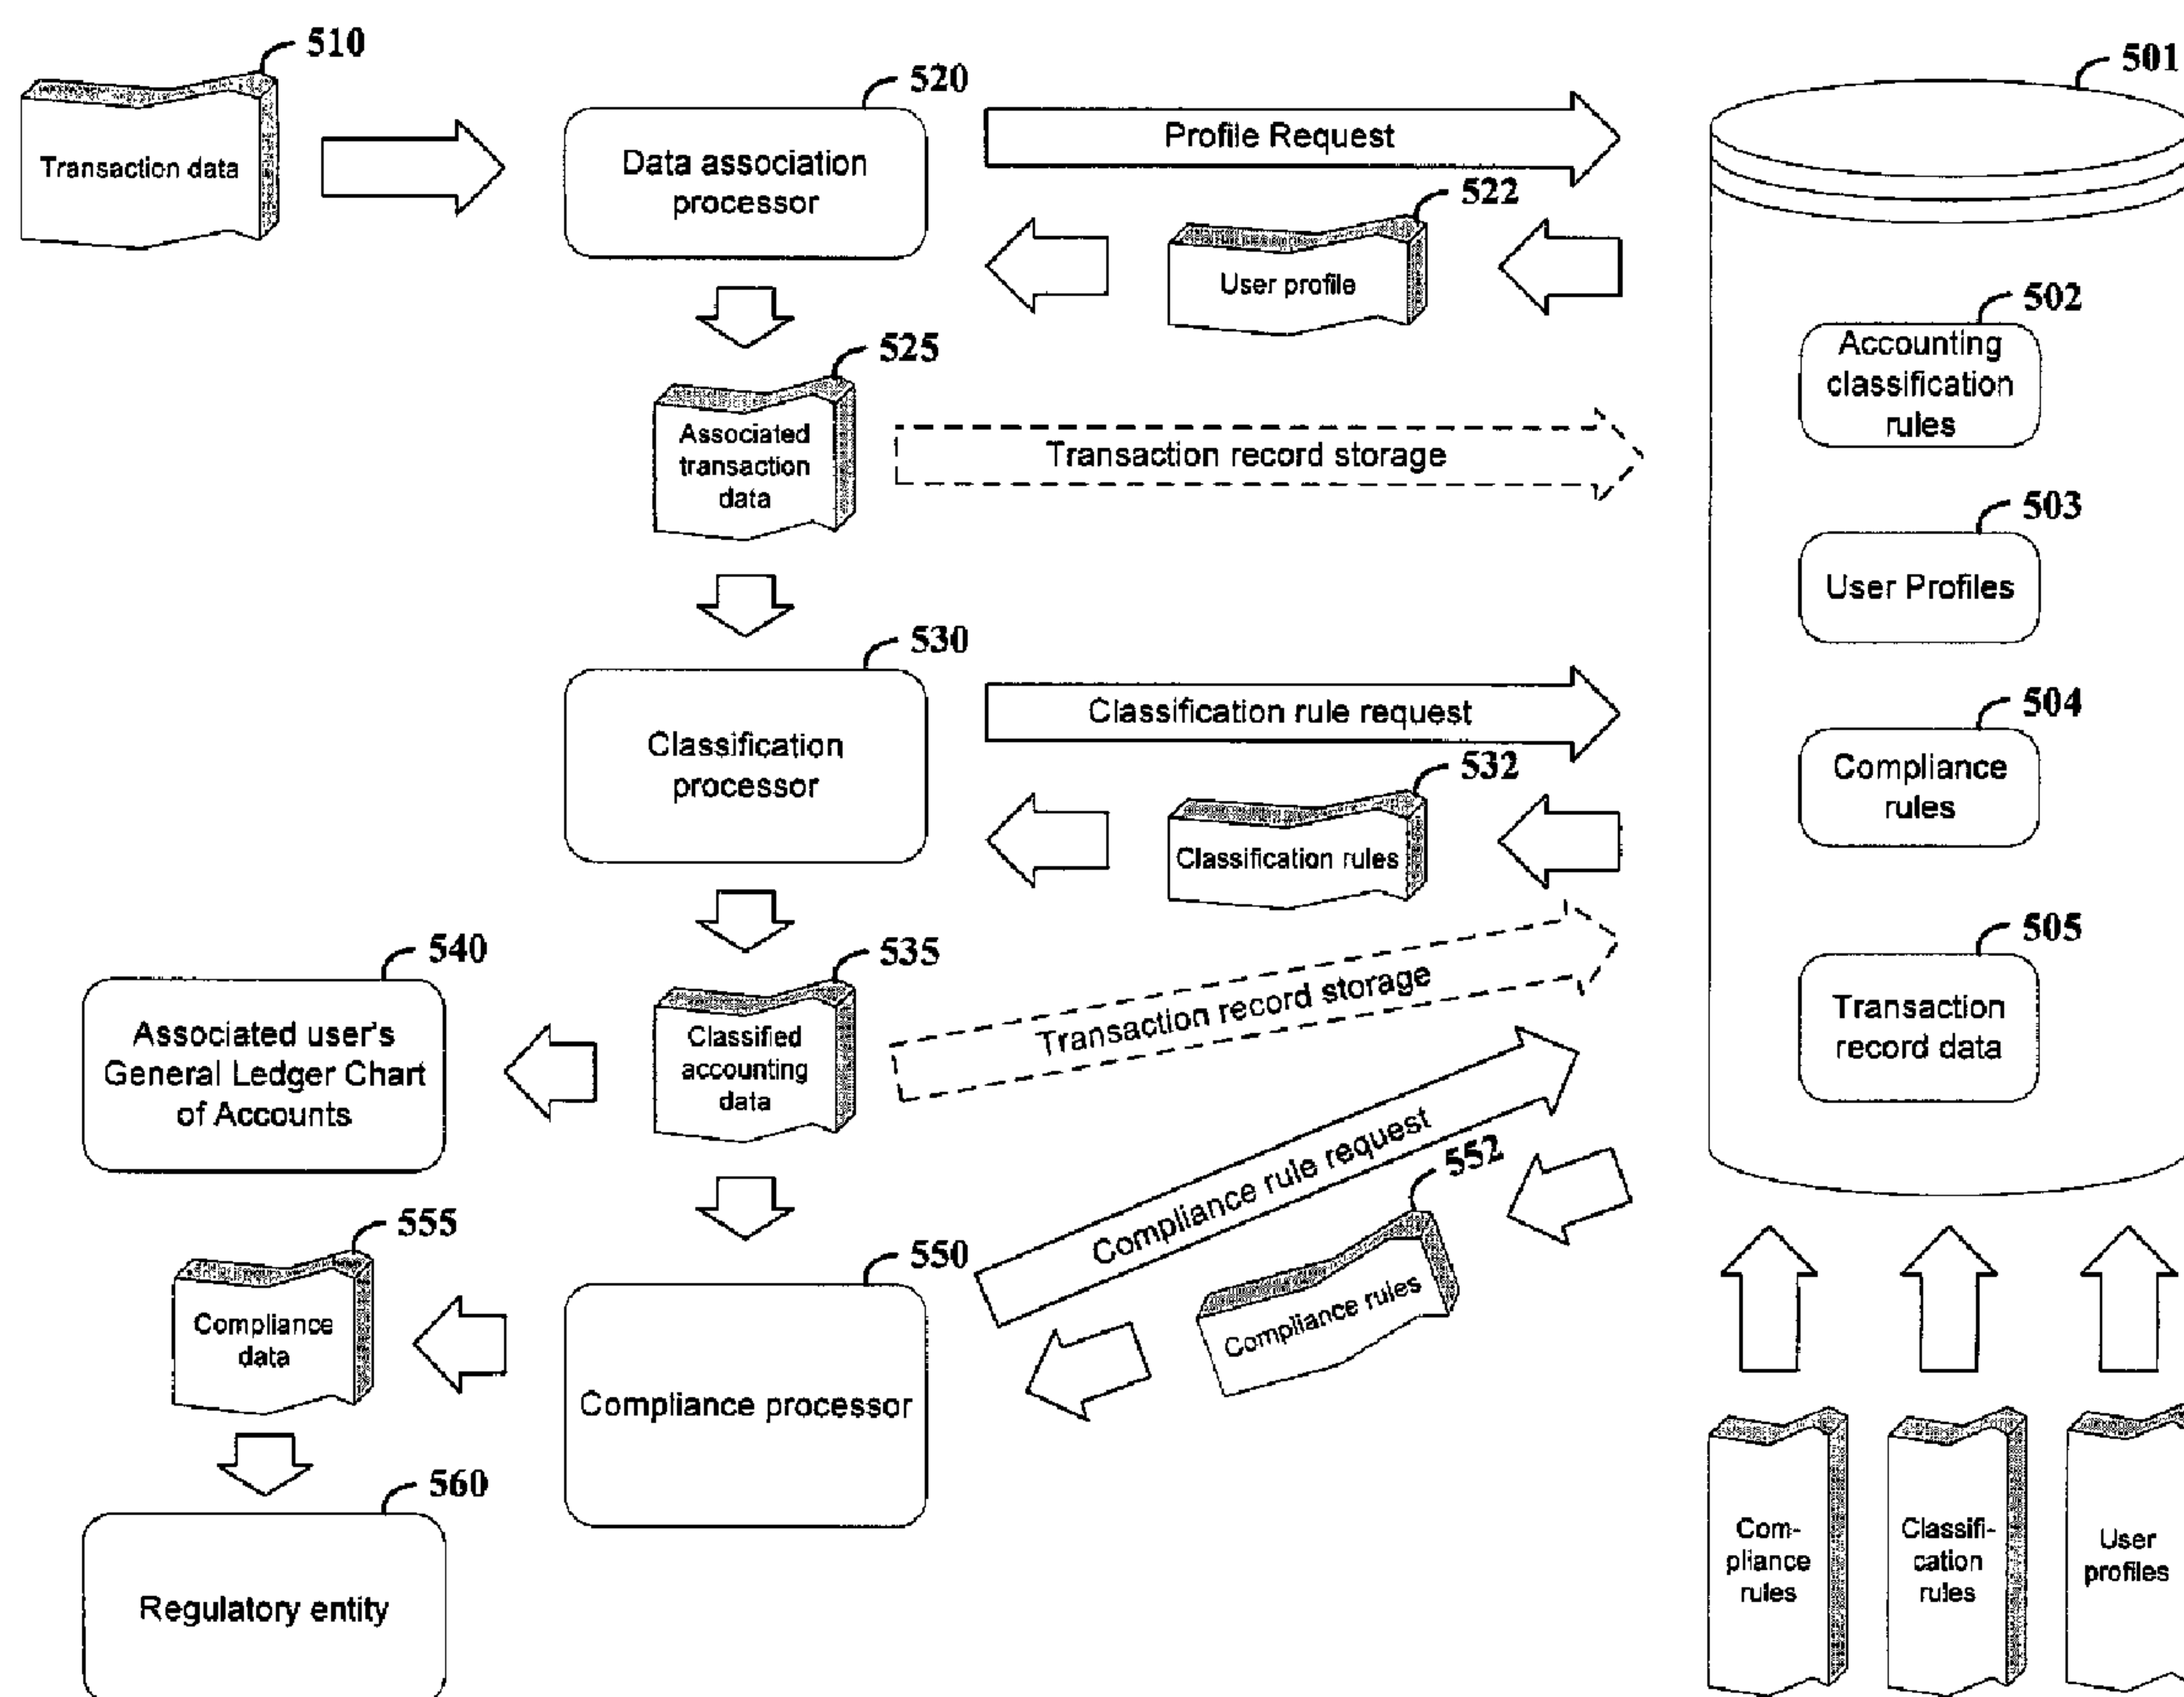 510
Transaction data
520
Data association
processor
Profile Request
522
User profile
501
502
Accounting
classification
rules
525
Associated
transaction
data
Transaction record storage
503
User Profiles
530
Classification
processor
Classification rule request
532
Classification rules
504
Compliance
rules
540
Associated user's
General Ledger Chart
of Accounts
535
Classified
accounting
data
Transaction record storage
505
Transaction
record data
555
Compliance
data
550
Compliance processor
Compliance rule request
552
Compliance rules
560
Regulatory entity
Com-
pliance
rules
Classifi-
cation
rules
User
profiles